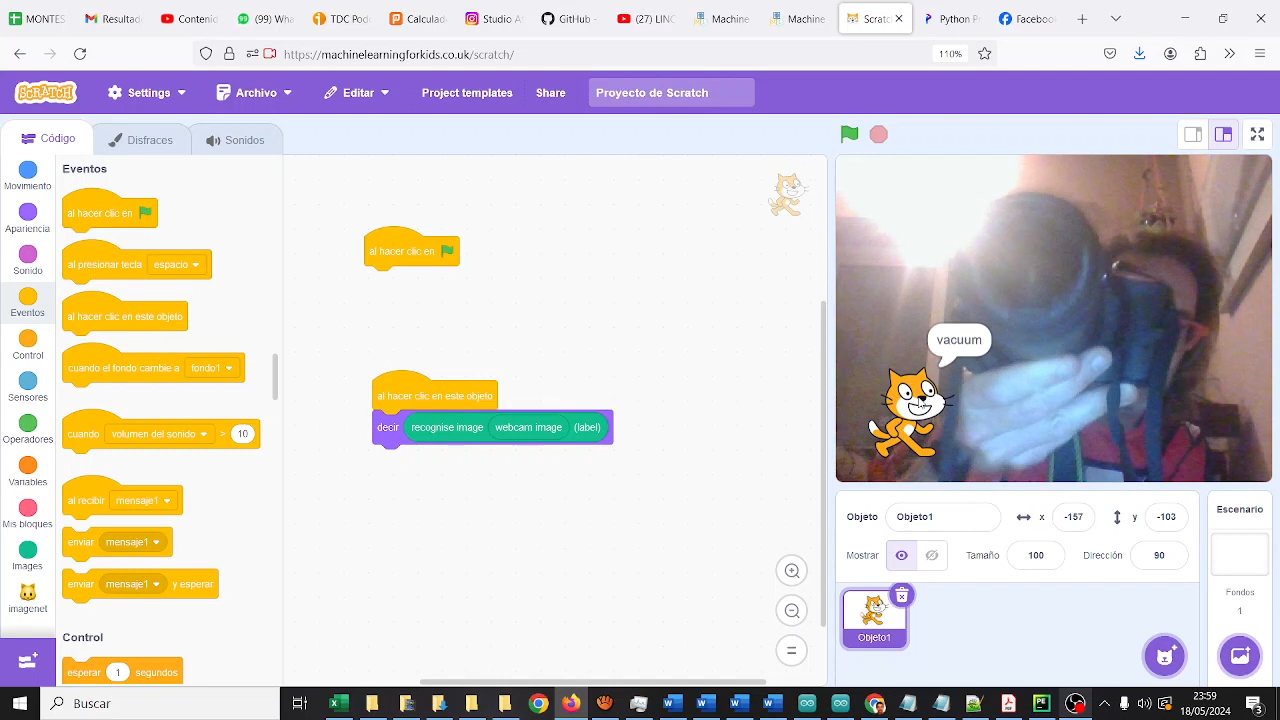 MONTES
Resultad
Contenid
(99) Wha
TDC Pod
Calculad
Studio A
GitHub
(27) LINC
Machine
Machine
Scratc
Python P
Facebook
https://machinelearningforkids.co.uk/scratch/
110%
SCRATCH
Settings
Archivo
Editar
Project templates
Share
Proyecto de Scratch
Código
Disfraces
Sonidos
Movimiento
Apariencia
Sonido
Eventos
Control
Sensores
Operadores
Variables
Mis bloques
Images
imagenet
Eventos
al hacer clic en
al presionar tecla espacio
al hacer clic en este objeto
cuando el fondo cambie a fondo1
cuando volumen del sonido > 10
al recibir mensaje1
enviar mensaje1
enviar mensaje1 y esperar
Control
esperar 1 segundos
al hacer clic en
al hacer clic en este objeto
decir recognise image webcam image (label)
vacuum
Objeto Objeto1 x -157 y -103
Mostrar Tamaño 100 Dirección 90
Objeto1
Escenario
Fondos
1
Buscar
23:59
18/05/2024
3